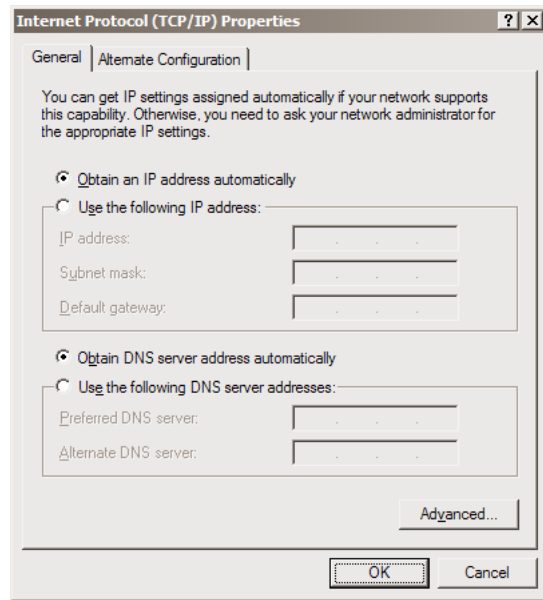 Internet Protocol (TCP/IP) Properties
General
Alternate Configuration
You can get IP settings assigned automatically if your network supports
this capability. Otherwise, you need to ask your network administrator for
the appropriate IP settings.
Obtain an IP address automatically
Use the following IP address:
IP address:
Subnet mask:
Default gateway:
Obtain DNS server address automatically
Use the following DNS server addresses:
Preferred DNS server:
Alternate DNS server:
Advanced...
OK
Cancel